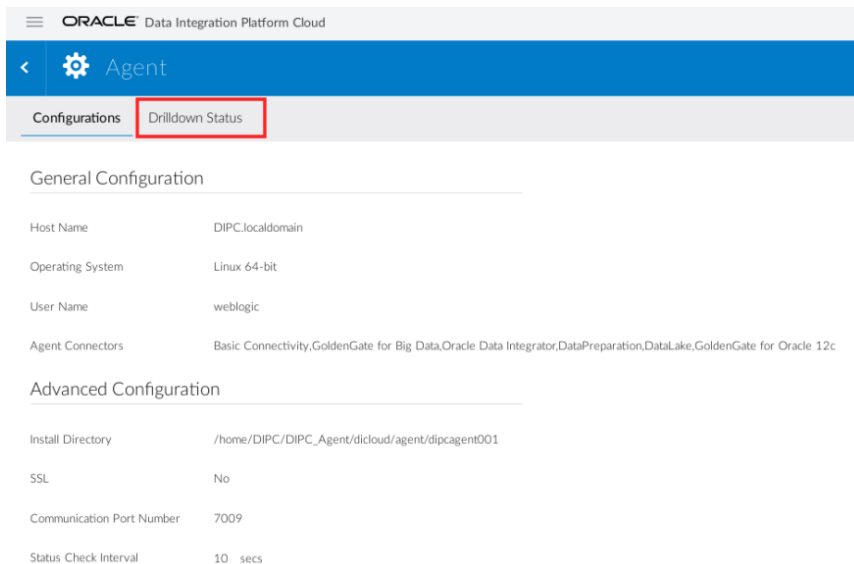 ORACLE® Data Integration Platform Cloud
Agent
Configurations Drilldown Status
General Configuration
Host Name DIPC.localdomain
Operating System Linux 64-bit
User Name weblogic
Agent Connectors Basic Connectivity,GoldenGate for Big Data,Oracle Data Integrator,DataPreparation,DataLake,GoldenGate for Oracle 12c
Advanced Configuration
Install Directory /home/DIPC/DIPC_Agent/dicloud/agent/dipcagent001
SSL No
Communication Port Number 7009
Status Check Interval 10 secs